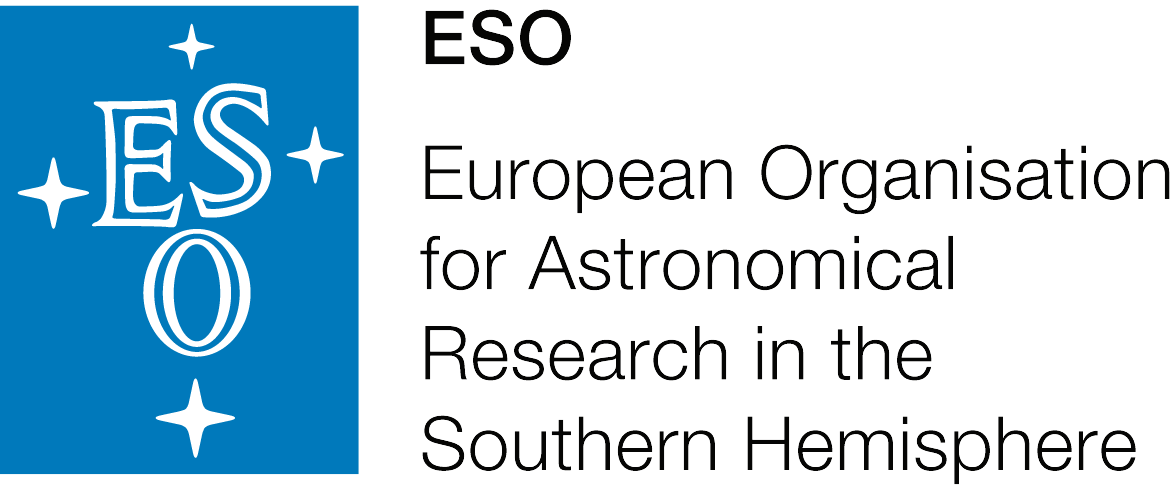 ES
O
ESO
European Organisation
for Astronomical
Research in the
Southern Hemisphere